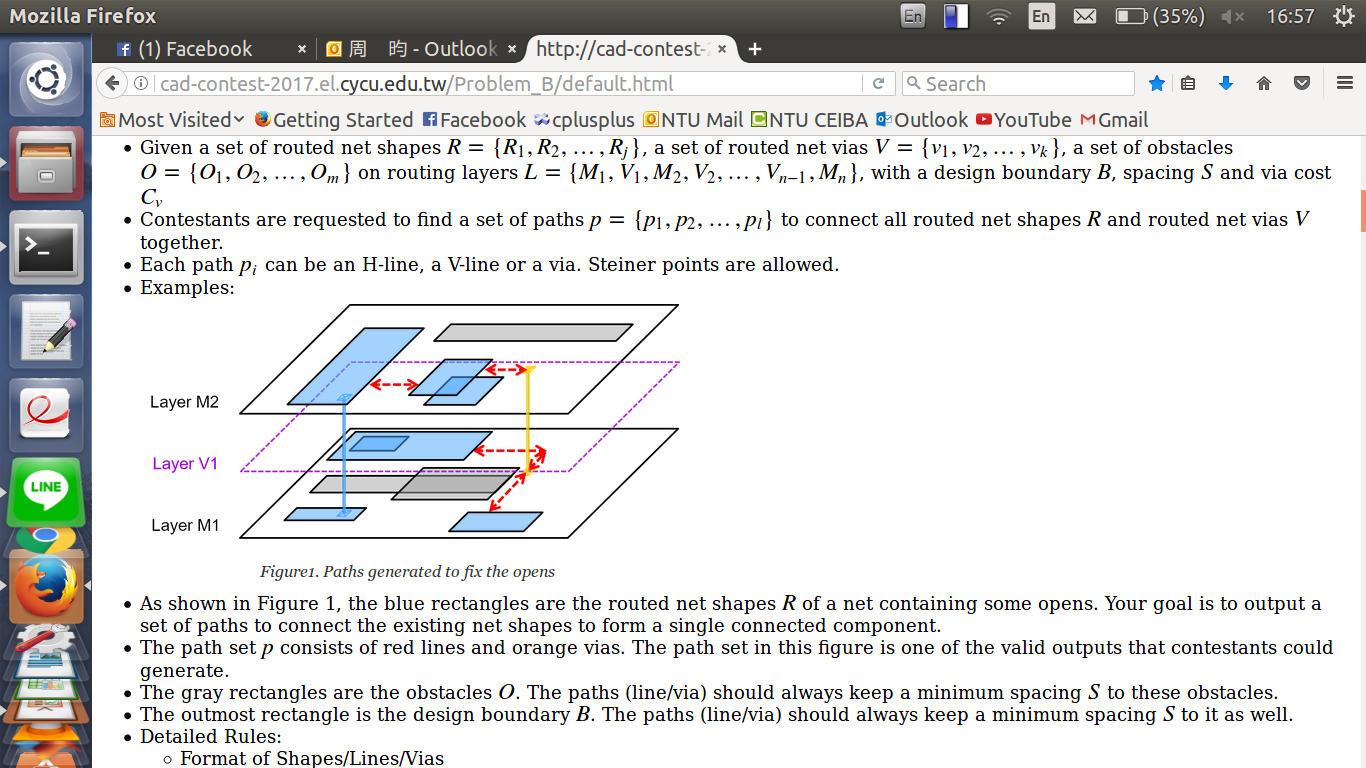 Mozilla Firefox
En
En
(35%)
16:57
(1) Facebook ×
周 昀 - Outlook ×
http://cad-contest-2 ×
cad-contest-2017.el.cycu.edu.tw/Problem_B/default.html
Search
Most Visited
Getting Started
Facebook
cplusplus
NTU Mail
NTU CEIBA
Outlook
YouTube
Gmail
LINE
• Given a set of routed net shapes R = {R₁, R₂, … , Rⱼ}, a set of routed net vias V = {v₁, v₂, … , vₖ}, a set of obstacles
O = {O₁, O₂, … , Oₘ} on routing layers L = {M₁, V₁, M₂, V₂, … , Vₙ₋₁, Mₙ}, with a design boundary B, spacing S and via cost
Cᵥ
• Contestants are requested to find a set of paths p = {p₁, p₂, … , pₗ} to connect all routed net shapes R and routed net vias V
together.
• Each path pᵢ can be an H-line, a V-line or a via. Steiner points are allowed.
• Examples:
Layer M2
Layer V1
Layer M1
Figure1. Paths generated to fix the opens
• As shown in Figure 1, the blue rectangles are the routed net shapes R of a net containing some opens. Your goal is to output a
set of paths to connect the existing net shapes to form a single connected component.
• The path set p consists of red lines and orange vias. The path set in this figure is one of the valid outputs that contestants could
generate.
• The gray rectangles are the obstacles O. The paths (line/via) should always keep a minimum spacing S to these obstacles.
• The outmost rectangle is the design boundary B. The paths (line/via) should always keep a minimum spacing S to it as well.
• Detailed Rules:
◦ Format of Shapes/Lines/Vias